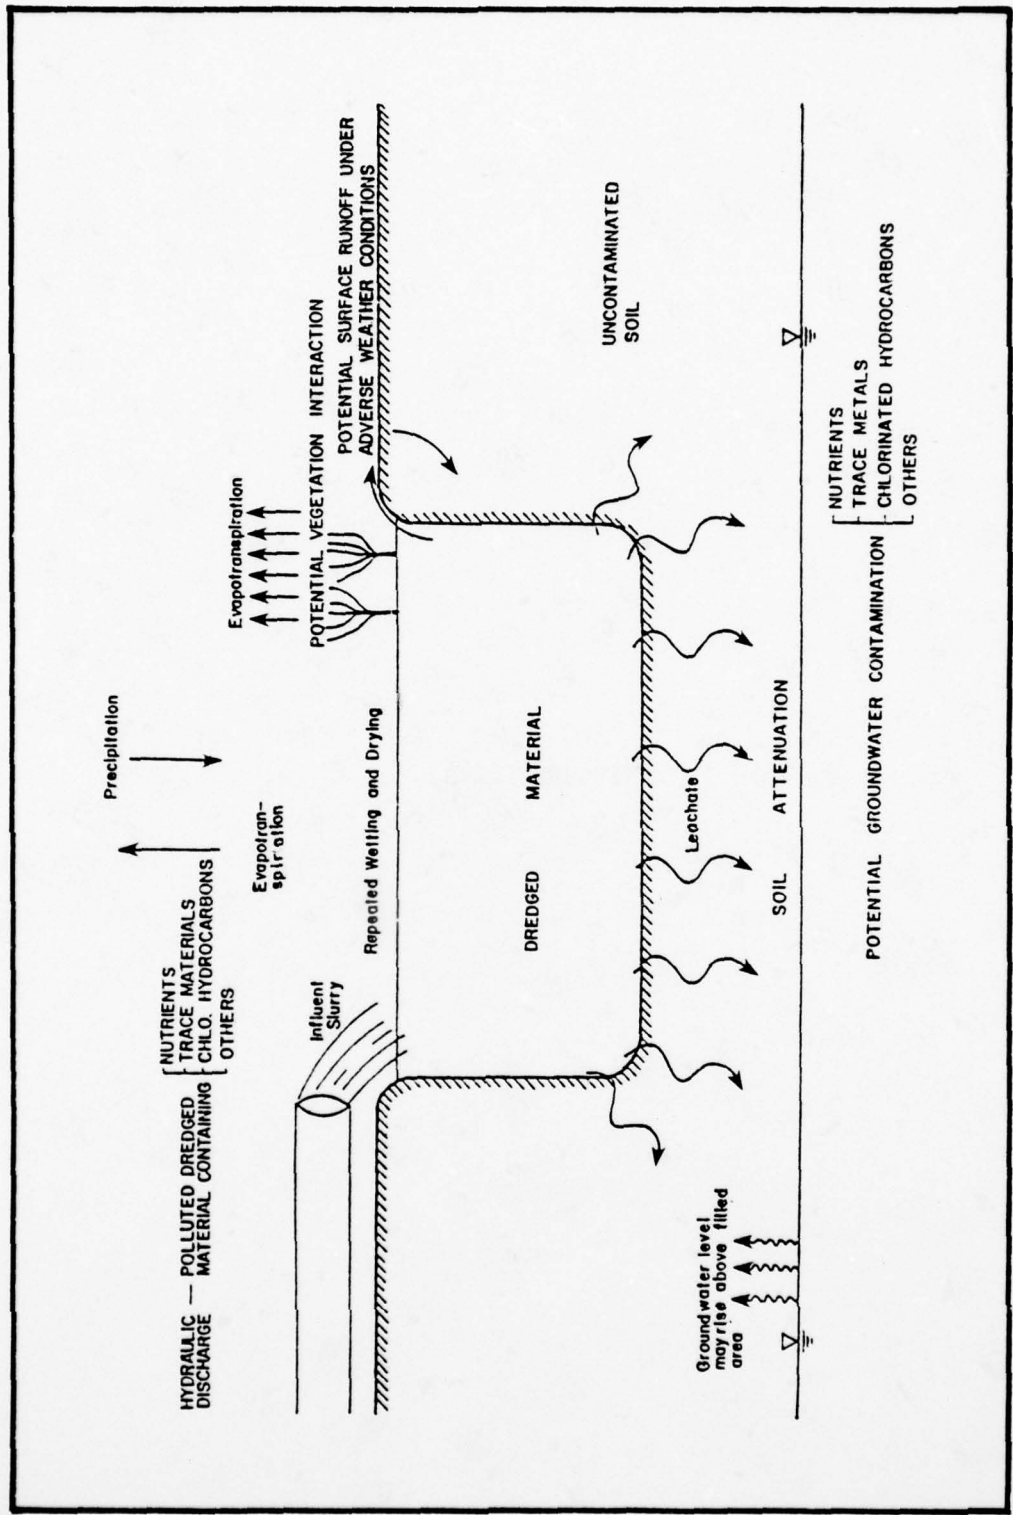 HYDRAULIC — POLLUTED DREDGED
DISCHARGE MATERIAL CONTAINING
NUTRIENTS
TRACE MATERIALS
CHLO. HYDROCARBONS
OTHERS
Precipitation
Evapotran-
spiration
Evapotranspiration
Influent
Slurry
POTENTIAL VEGETATION INTERACTION
POTENTIAL SURFACE RUNOFF UNDER
ADVERSE WEATHER CONDITIONS
Repeated Wetting and Drying
DREDGED MATERIAL
UNCONTAMINATED
SOIL
Leachate
Groundwater level
may rise above filled
area
SOIL ATTENUATION
POTENTIAL GROUNDWATER CONTAMINATION
NUTRIENTS
TRACE METALS
CHLORINATED HYDROCARBONS
OTHERS